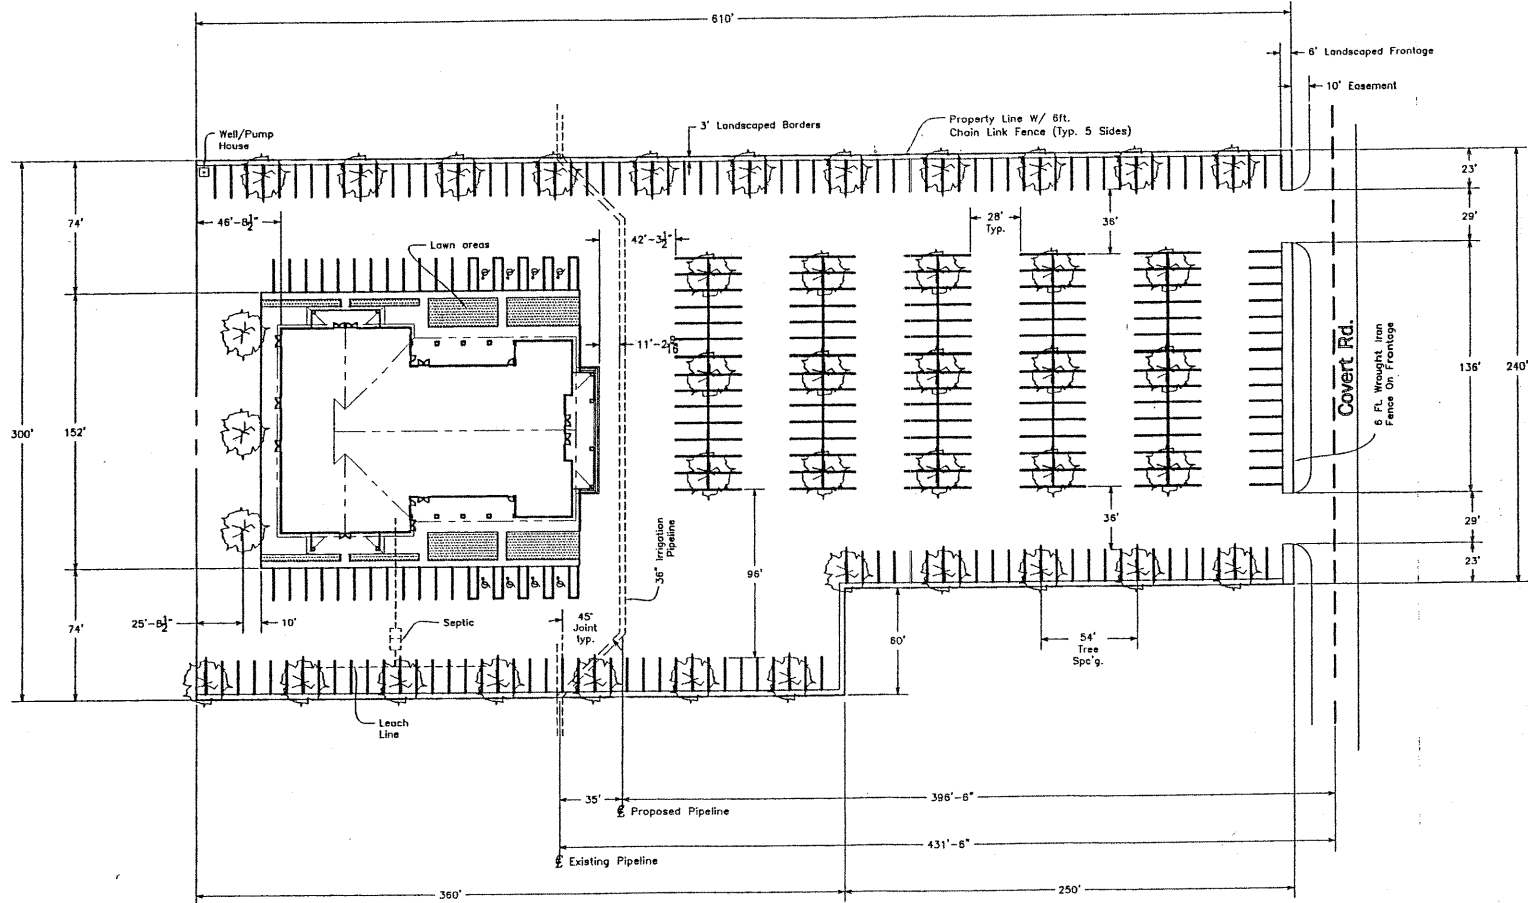 610'
6' Landscaped Frontage
10' Easement
Well/Pump
House
3' Landscaped Borders
Property Line W/ 6ft.
Chain Link Fence (Typ. 5 Sides)
23'
74'
46'-8½"
Lawn areas
42'-3½"
28'
Typ.
36'
29'
300'
152'
Covert Rd.
6 Ft. Wrought Iron
Fence On Frontage
136'
240'
36" Irrigation
Pipeline
96'
36'
29'
23'
25'-8½"
10'
74'
Septic
45°
Joint
typ.
60'
54'
Tree
Spc'g.
Leach
Line
35'
396'-6"
℄ Proposed Pipeline
431'-6"
℄ Existing Pipeline
360'
250'